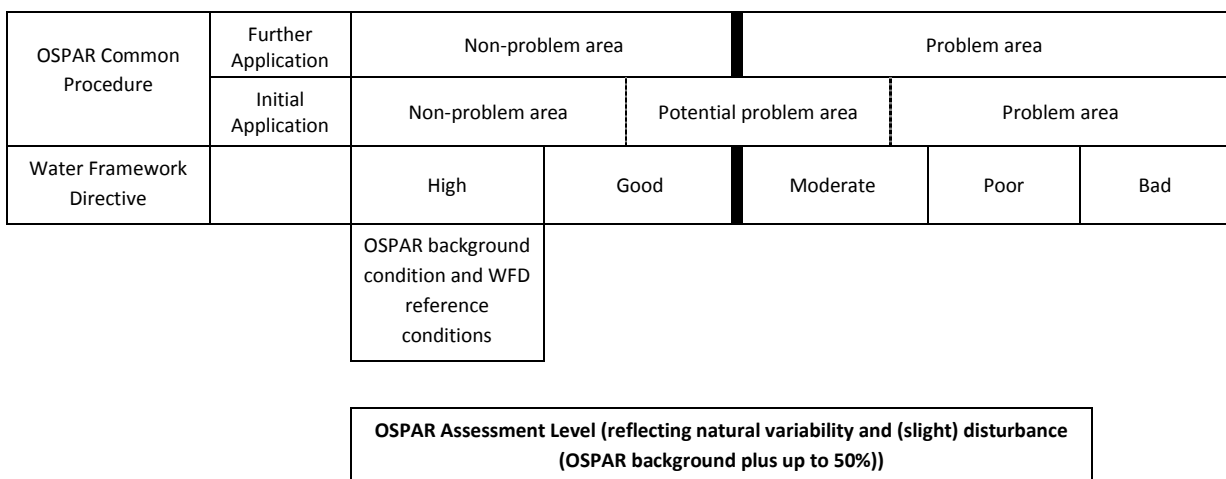 OSPAR Common
Procedure
Further
Application
Non-problem area
Problem area
Initial
Application
Non-problem area
Potential problem area
Problem area
Water Framework
Directive
High
Good
Moderate
Poor
Bad
OSPAR background
condition and WFD
reference
conditions
OSPAR Assessment Level (reflecting natural variability and (slight) disturbance
(OSPAR background plus up to 50%))